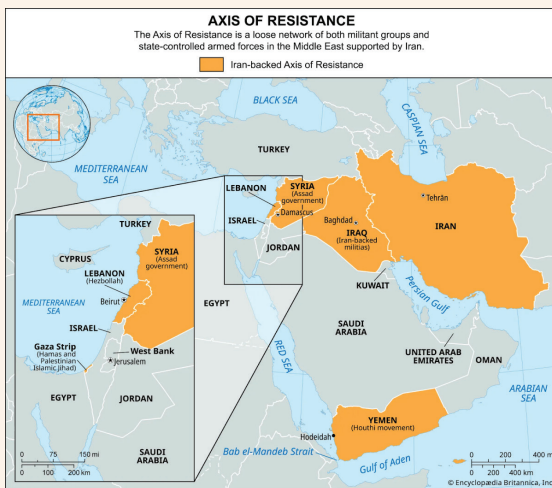 AXIS OF RESISTANCE
The Axis of Resistance is a loose network of both militant groups and
state-controlled armed forces in the Middle East supported by Iran.
Iran-backed Axis of Resistance
BLACK SEA
CASPIAN SEA
TURKEY
MEDITERRANEAN
SEA
LEBANON
SYRIA
(Assad
government)
Damascus
ISRAEL
JORDAN
Baghdad
IRAQ
(Iran-backed
militias)
Tehrān
IRAN
KUWAIT
Persian Gulf
EGYPT
SAUDI
ARABIA
RED SEA
UNITED ARAB
EMIRATES
OMAN
ARABIAN
SEA
YEMEN
(Houthi movement)
Hodeidah
Bab el-Mandeb Strait
Gulf of Aden
TURKEY
CYPRUS
SYRIA
(Assad
government)
LEBANON
(Hezbollah)
MEDITERRANEAN
SEA
Beirut
ISRAEL
Gaza Strip
(Hamas and
Palestinian
Islamic Jihad)
West Bank
Jerusalem
EGYPT
JORDAN
SAUDI
ARABIA
0 75 150 mi
0 100 200 km
0 200 400 mi
0 200 400 km
© Encyclopædia Britannica, Inc.